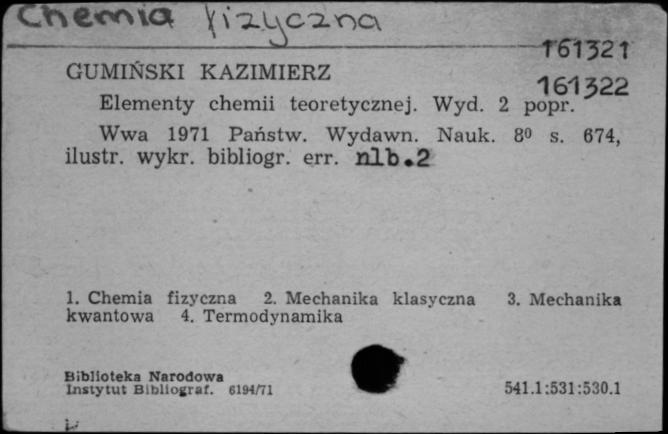 Chemia fizyczna
161321
GUMIŃSKI KAZIMIERZ
161322
Elementy chemii teoretycznej. Wyd. 2 popr.
Wwa 1971 Państw. Wydawn. Nauk. 8⁰ s. 674,
ilustr. wykr. bibliogr. err. nlb.2
1. Chemia fizyczna 2. Mechanika klasyczna 3. Mechanika
kwantowa 4. Termodynamika
Biblioteka Narodowa
Instytut Bibliograf. 6194/71
541.1:531:530.1